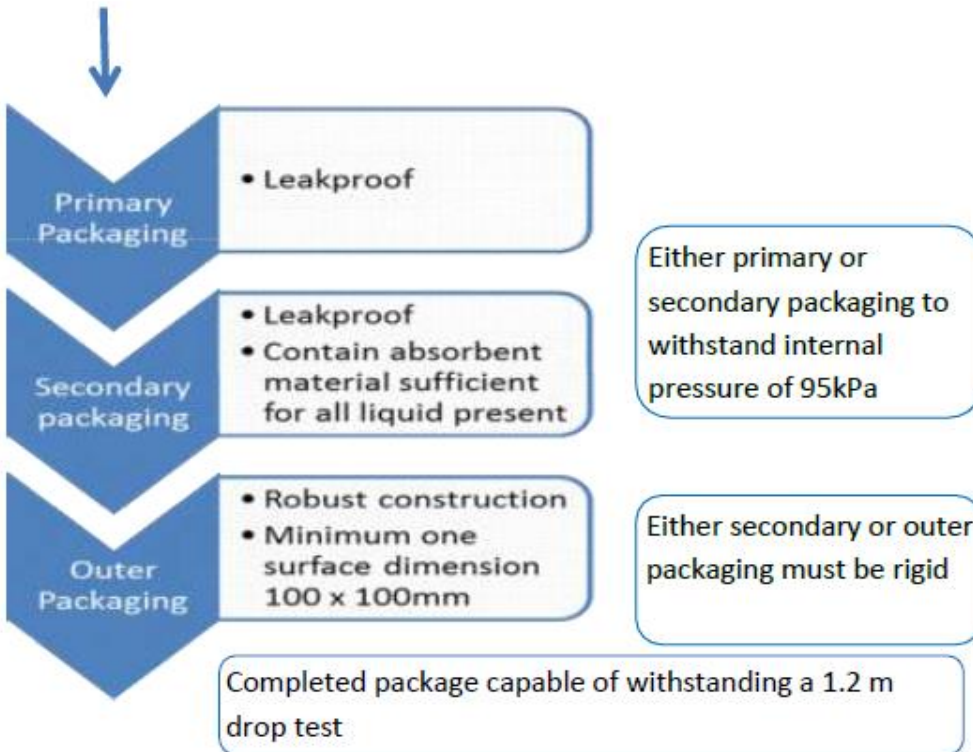 Primary
Packaging
• Leakproof
Secondary
packaging
• Leakproof
• Contain absorbent
material sufficient
for all liquid present
Either primary or
secondary packaging to
withstand internal
pressure of 95kPa
Outer
Packaging
• Robust construction
• Minimum one
surface dimension
100 x 100mm
Either secondary or outer
packaging must be rigid
Completed package capable of withstanding a 1.2 m
drop test